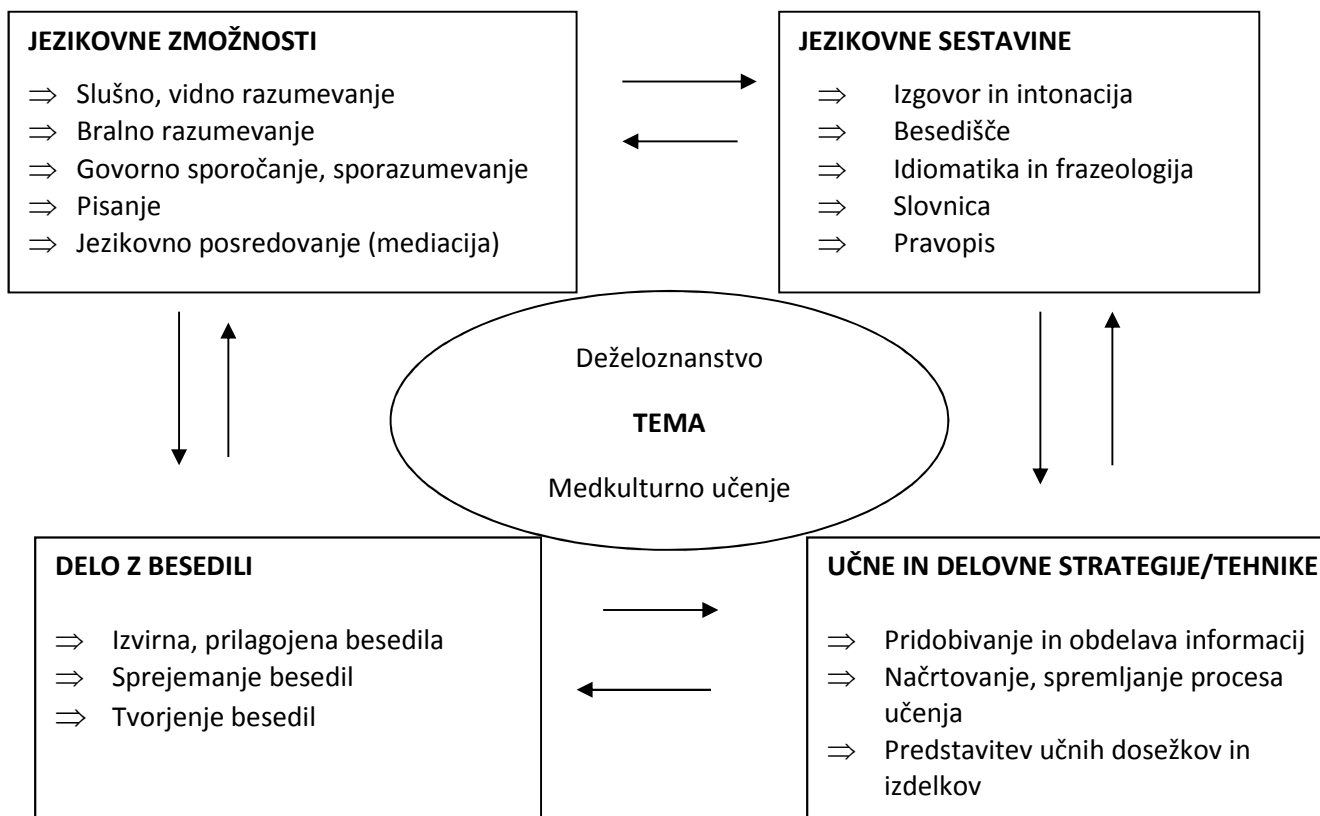 JEZIKOVNE ZMOŽNOSTI
⇒ Slušno, vidno razumevanje
⇒ Bralno razumevanje
⇒ Govorno sporočanje, sporazumevanje
⇒ Pisanje
⇒ Jezikovno posredovanje (mediacija)
JEZIKOVNE SESTAVINE
⇒ Izgovor in intonacija
⇒ Besedišče
⇒ Idiomatika in frazeologija
⇒ Slovnica
⇒ Pravopis
Deželoznanstvo
TEMA
Medkulturno učenje
DELO Z BESEDILI
⇒ Izvirna, prilagojena besedila
⇒ Sprejemanje besedil
⇒ Tvorjenje besedil
UČNE IN DELOVNE STRATEGIJE/TEHNIKE
⇒ Pridobivanje in obdelava informacij
⇒ Načrtovanje, spremljanje procesa
učenja
⇒ Predstavitev učnih dosežkov in
izdelkov